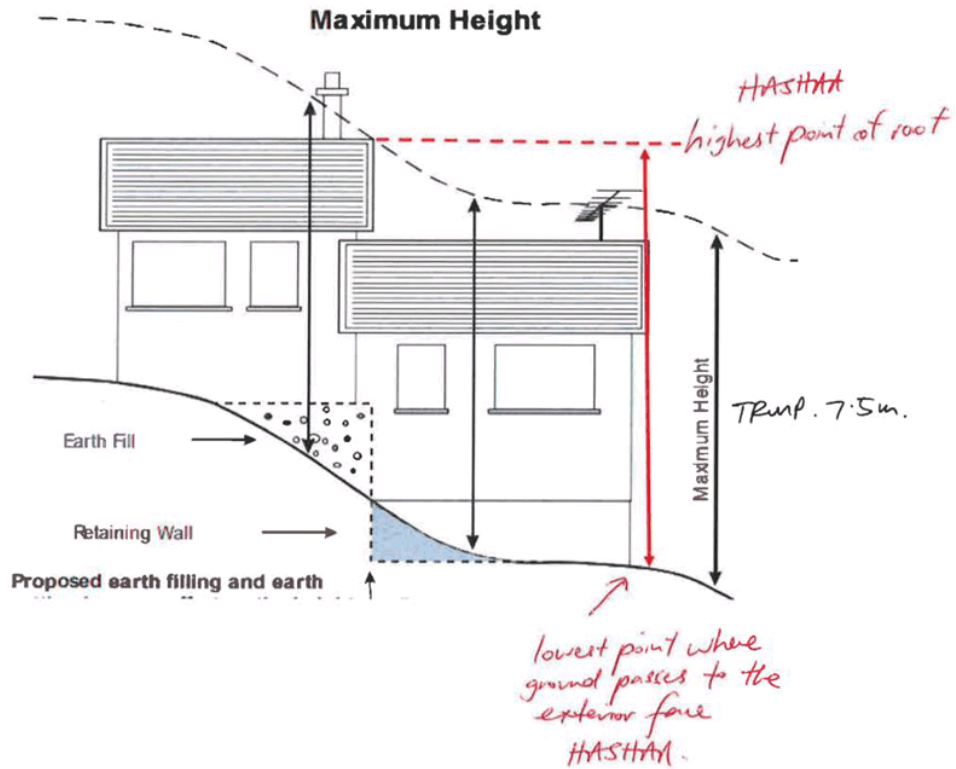 Maximum Height
HASHAA
highest point of roof
Maximum Height
TRMP. 7.5m.
Earth Fill
Retaining Wall
Proposed earth filling and earth
lowest point where
ground passes to the
exterior face
HASHAA.